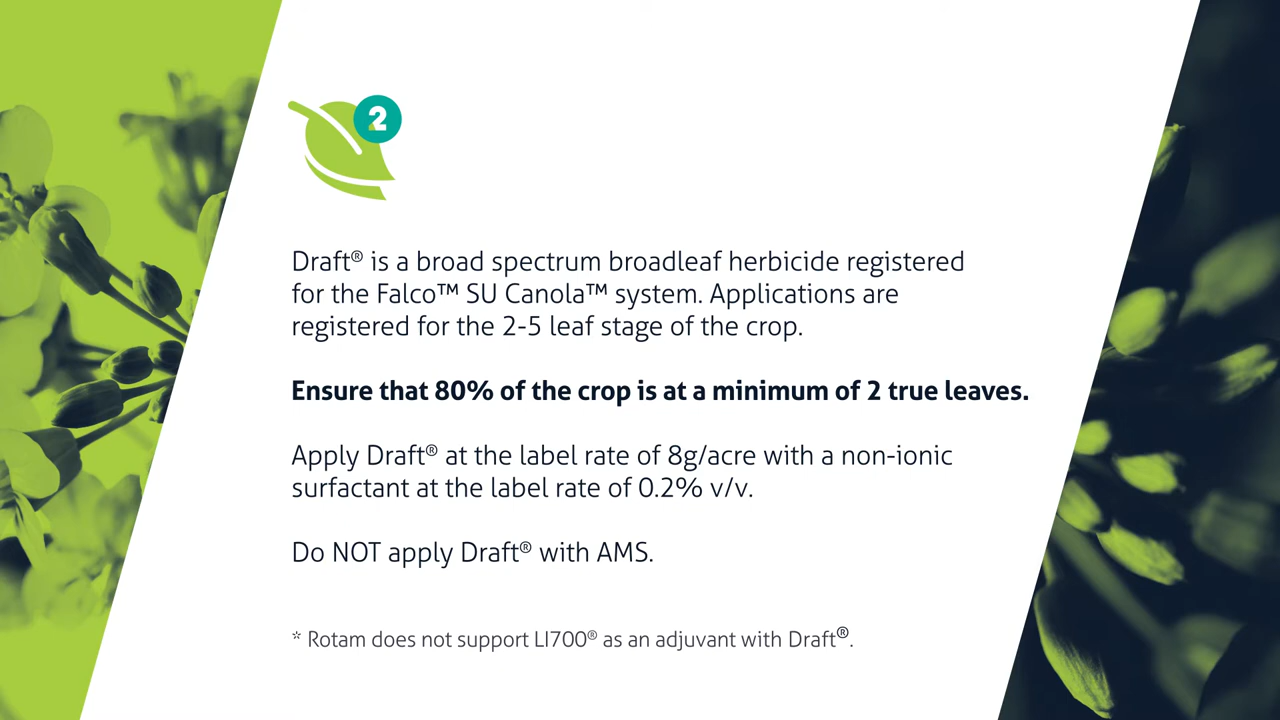 2
Draft® is a broad spectrum broadleaf herbicide registered
for the Falco™ SU Canola™ system. Applications are
registered for the 2-5 leaf stage of the crop.
Ensure that 80% of the crop is at a minimum of 2 true leaves.
Apply Draft® at the label rate of 8g/acre with a non-ionic
surfactant at the label rate of 0.2% v/v.
Do NOT apply Draft® with AMS.
* Rotam does not support LI700® as an adjuvant with Draft®.